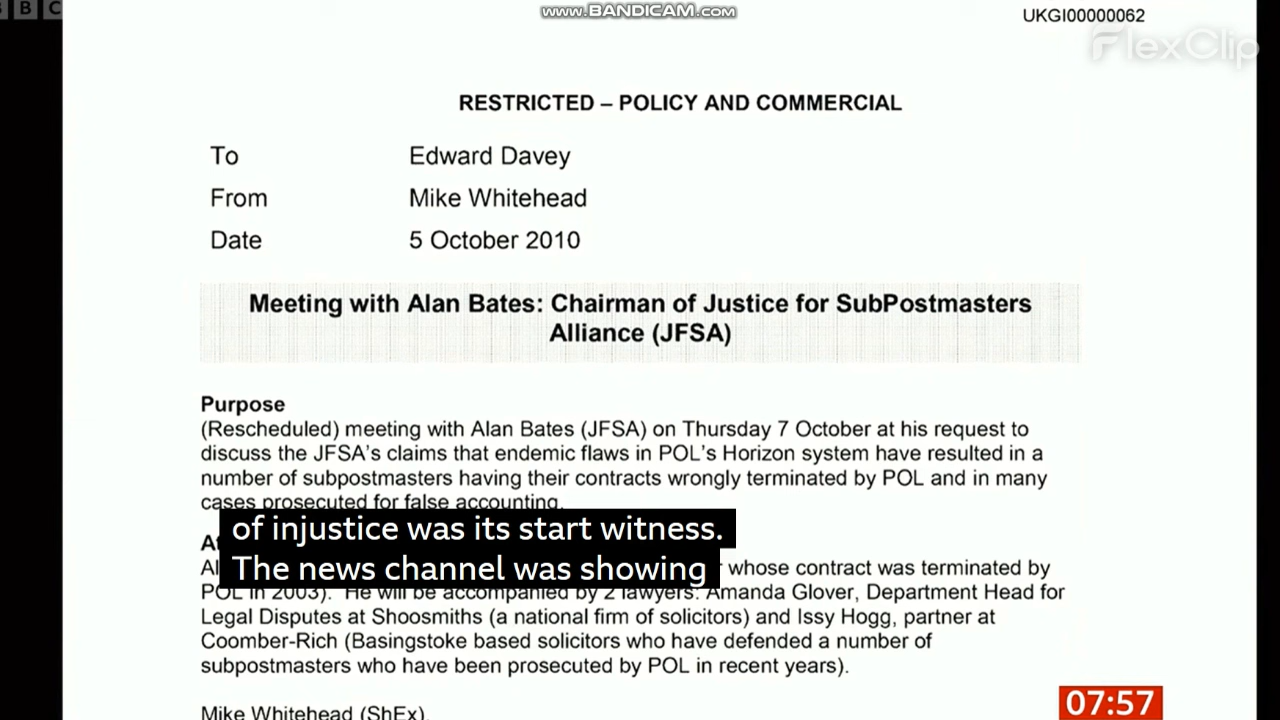 BBC
www.BANDICAM.com
UKGI00000062
FlexClip
RESTRICTED – POLICY AND COMMERCIAL
To Edward Davey
From Mike Whitehead
Date 5 October 2010
Meeting with Alan Bates: Chairman of Justice for SubPostmasters
Alliance (JFSA)
Purpose
(Rescheduled) meeting with Alan Bates (JFSA) on Thursday 7 October at his request to
discuss the JFSA's claims that endemic flaws in POL's Horizon system have resulted in a
number of subpostmasters having their contracts wrongly terminated by POL and in many
cases prosecuted for false accounting.
of injustice was its start witness.
The news channel was showing
whose contract was terminated by
POL in 2003). He will be accompanied by 2 lawyers: Amanda Glover, Department Head for
Legal Disputes at Shoosmiths (a national firm of solicitors) and Issy Hogg, partner at
Coomber-Rich (Basingstoke based solicitors who have defended a number of
subpostmasters who have been prosecuted by POL in recent years).
Mike Whitehead (ShEx).
07:57